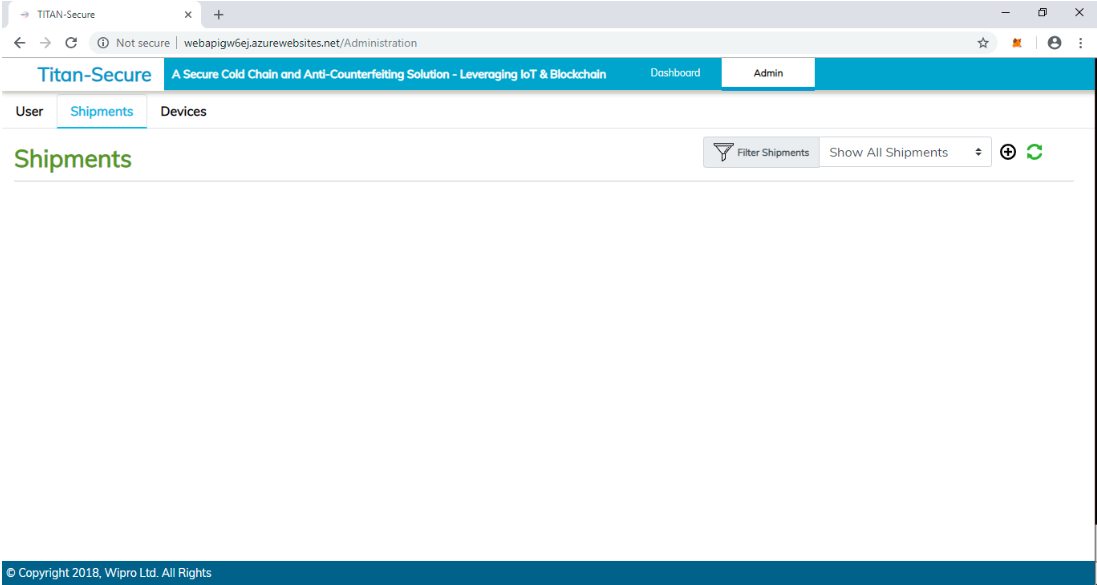 TITAN-Secure
Not secure | webapigw6ej.azurewebsites.net/Administration
Titan-Secure A Secure Cold Chain and Anti-Counterfeiting Solution - Leveraging IoT & Blockchain Dashboard Admin
User Shipments Devices
Shipments Filter Shipments Show All Shipments
© Copyright 2018, Wipro Ltd. All Rights